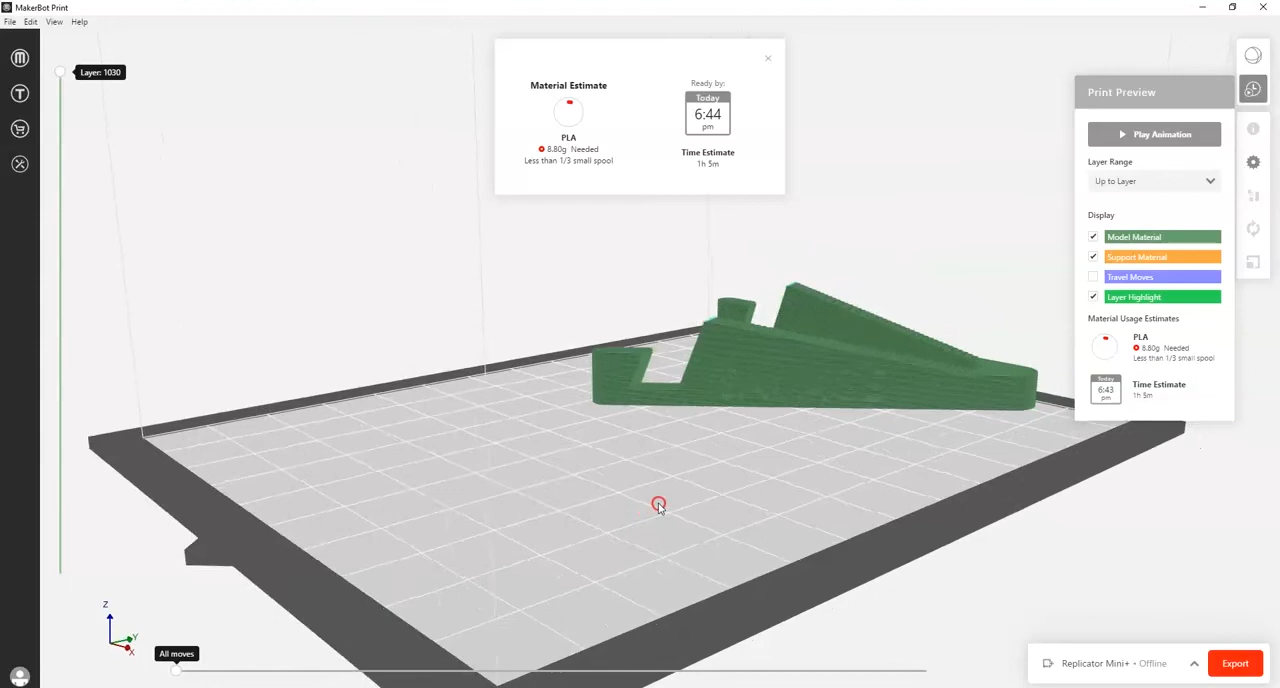 MakerBot Print
File Edit View Help
Layer: 1030
Material Estimate
PLA
8.80g Needed
Less than 1/3 small spool
Ready by:
Today
6:44
pm
Time Estimate
1h 5m
Print Preview
Play Animation
Layer Range
Up to Layer
Display
Model Material
Support Material
Travel Moves
Layer Highlight
Material Usage Estimates
PLA
8.80g Needed
Less than 1/3 small spool
Today
6:43
pm
Time Estimate
1h 5m
Z
Y
X
All moves
Replicator Mini+ • Offline
Export